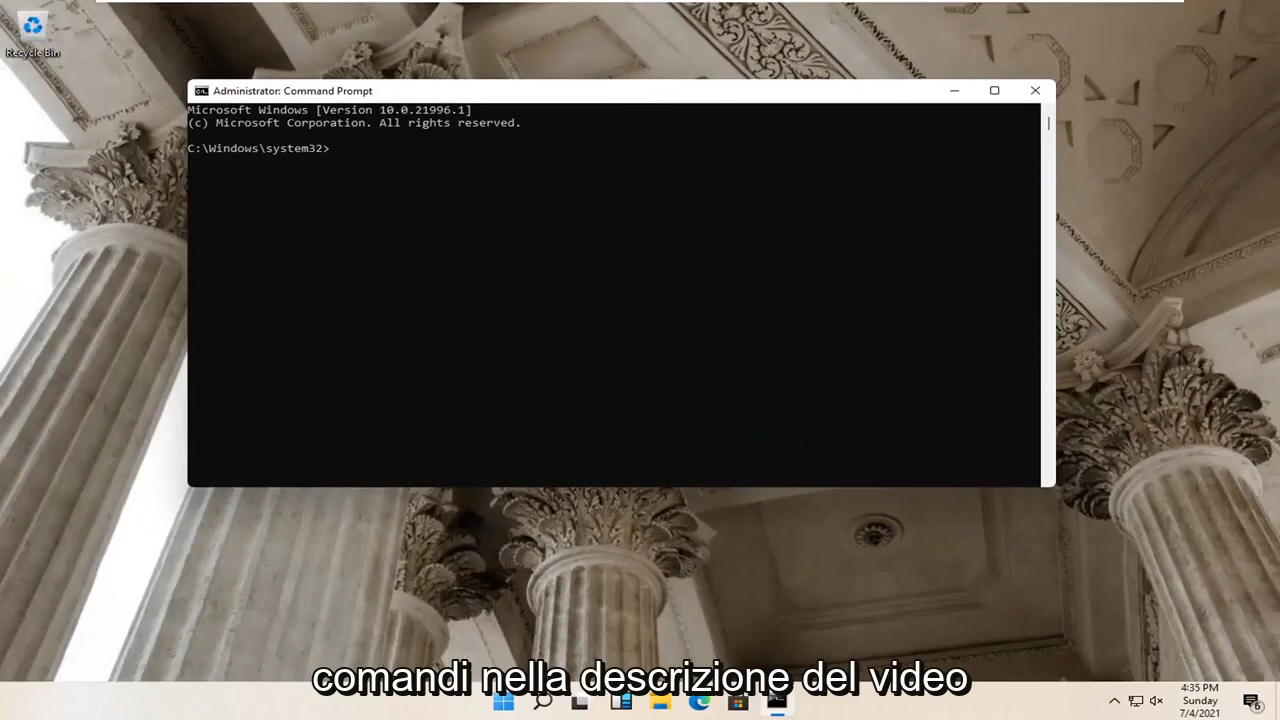 Recycle Bin
Administrator: Command Prompt
Microsoft Windows [Version 10.0.21996.1]
(c) Microsoft Corporation. All rights reserved.
C:\Windows\system32>
comandi nella descrizione del video
4:35 PM
Sunday
7/4/2021
6